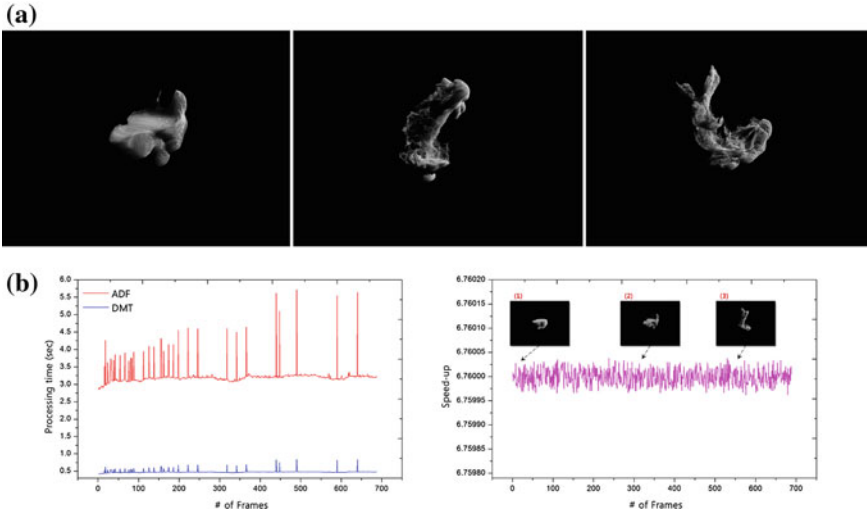 (a)
(b)
6.0
5.5
5.0
4.5
4.0
3.5
3.0
2.5
2.0
1.5
1.0
0.5
Processing time (sec)
ADF
DMT
0 100 200 300 400 500 600 700
# of Frames
6.76020
6.76015
6.76010
6.76005
6.76000
6.75995
6.75990
6.75985
6.75980
Speed-up
(1)
(2)
(3)
0 100 200 300 400 500 600 700 800
# of Frames